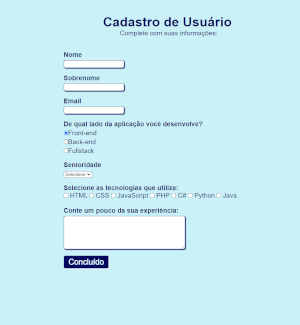 Cadastro de Usuário
Complete com suas informações:
Nome
Sobrenome
Email
De qual lado da aplicação você desenvolve?
Front-end
Back-end
Fullstack
Senioridade
Selecione
Selecione as tecnologias que utiliza:
HTML CSS JavaScript PHP C# Python Java
Conte um pouco da sua experiência:
Concluído